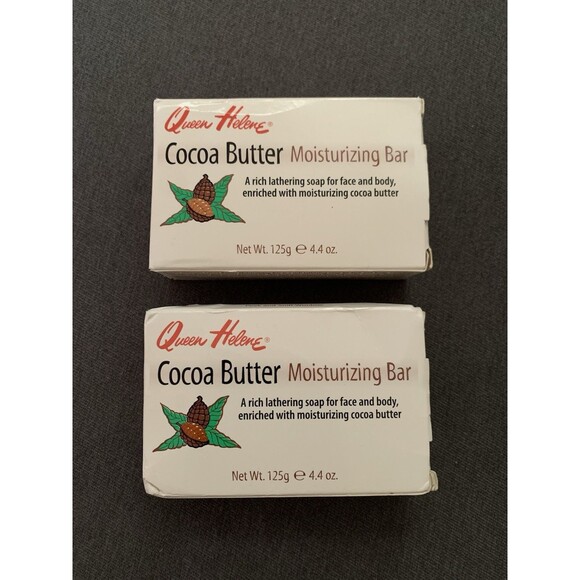 Queen Helene®
Cocoa Butter Moisturizing Bar
A rich lathering soap for face and body,
enriched with moisturizing cocoa butter
Net Wt. 125g ℮ 4.4 oz.
Queen Helene®
Cocoa Butter Moisturizing Bar
A rich lathering soap for face and body,
enriched with moisturizing cocoa butter
Net Wt. 125g ℮ 4.4 oz.